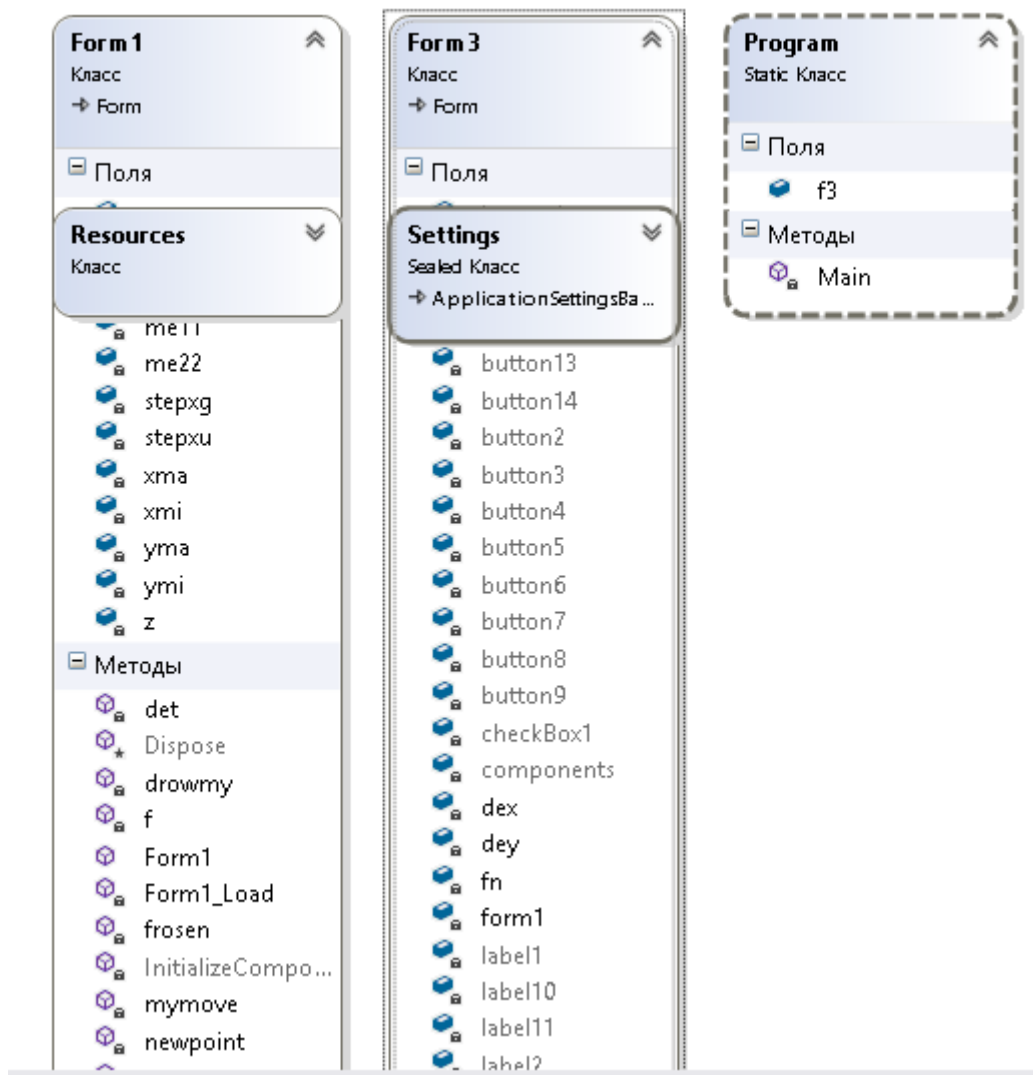 Form1
Класс
Form
Поля
Resources
Класс
me11
me22
stepxg
stepxu
xma
xmi
yma
ymi
z
Методы
det
Dispose
drowmy
f
Form1
Form1_Load
frosen
InitializeCompo...
mymove
newpoint
Form3
Класс
Form
Поля
Settings
Sealed Класс
ApplicationSettingsBa...
button13
button14
button2
button3
button4
button5
button6
button7
button8
button9
checkBox1
components
dex
dey
fn
form1
label1
label10
label11
label2
Program
Static Класс
Поля
f3
Методы
Main